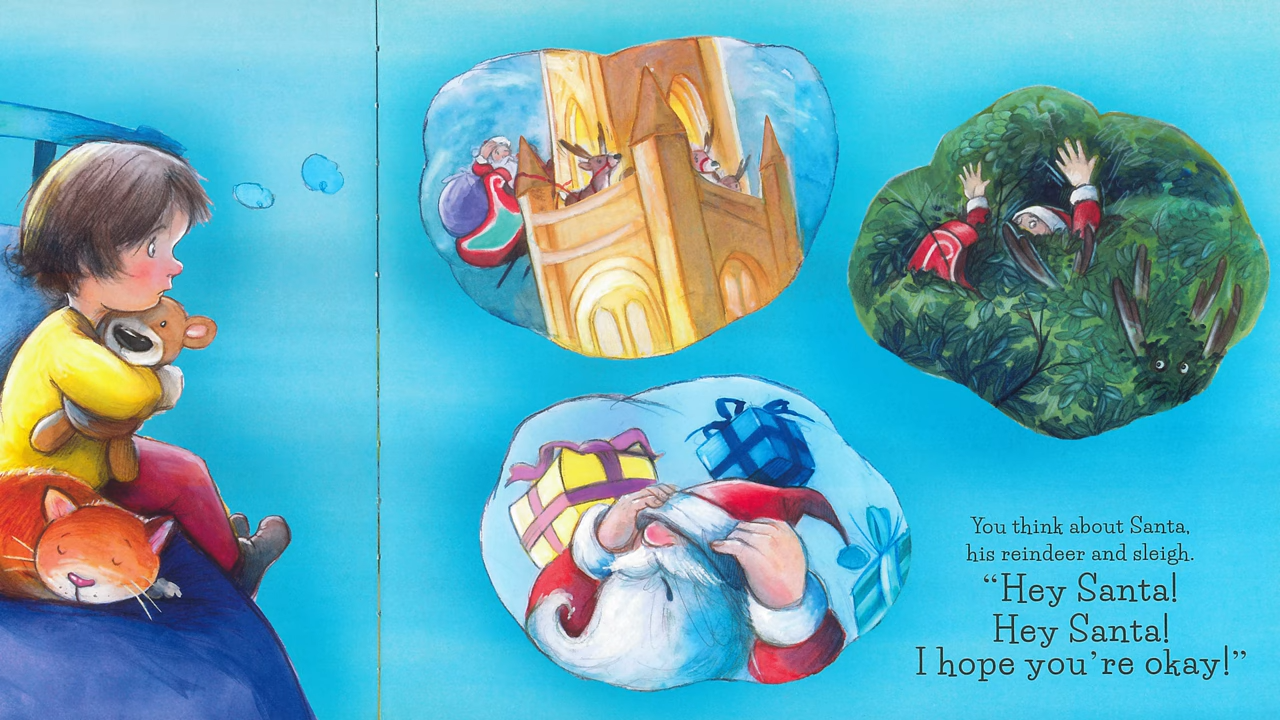 You think about Santa,
his reindeer and sleigh.
“Hey Santa!
Hey Santa!
I hope you’re okay!”